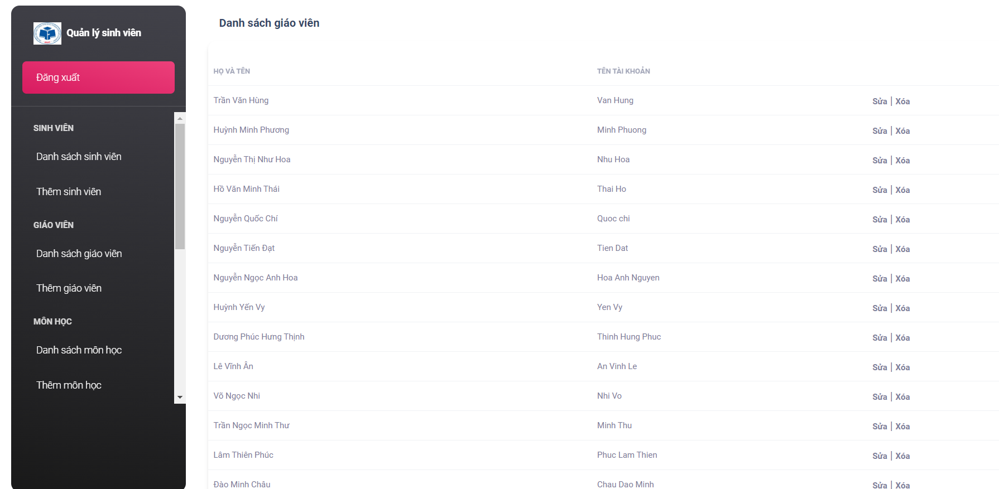 Quản lý sinh viên
Đăng xuất
SINH VIÊN
Danh sách sinh viên
Thêm sinh viên
GIÁO VIÊN
Danh sách giáo viên
Thêm giáo viên
MÔN HỌC
Danh sách môn học
Thêm môn học
Danh sách giáo viên
HỌ VÀ TÊN TÊN TÀI KHOẢN
Trần Văn Hùng Van Hung Sửa | Xóa
Huỳnh Minh Phương Minh Phuong Sửa | Xóa
Nguyễn Thị Như Hoa Nhu Hoa Sửa | Xóa
Hồ Văn Minh Thái Thai Ho Sửa | Xóa
Nguyễn Quốc Chí Quoc chi Sửa | Xóa
Nguyễn Tiến Đạt Tien Dat Sửa | Xóa
Nguyễn Ngọc Anh Hoa Hoa Anh Nguyen Sửa | Xóa
Huỳnh Yến Vy Yen Vy Sửa | Xóa
Dương Phúc Hưng Thịnh Thinh Hung Phuc Sửa | Xóa
Lê Vĩnh Ân An Vinh Le Sửa | Xóa
Võ Ngọc Nhi Nhi Vo Sửa | Xóa
Trần Ngọc Minh Thư Minh Thu Sửa | Xóa
Lâm Thiên Phúc Phuc Lam Thien Sửa | Xóa
Đào Minh Châu Chau Dao Minh Sửa | Xóa